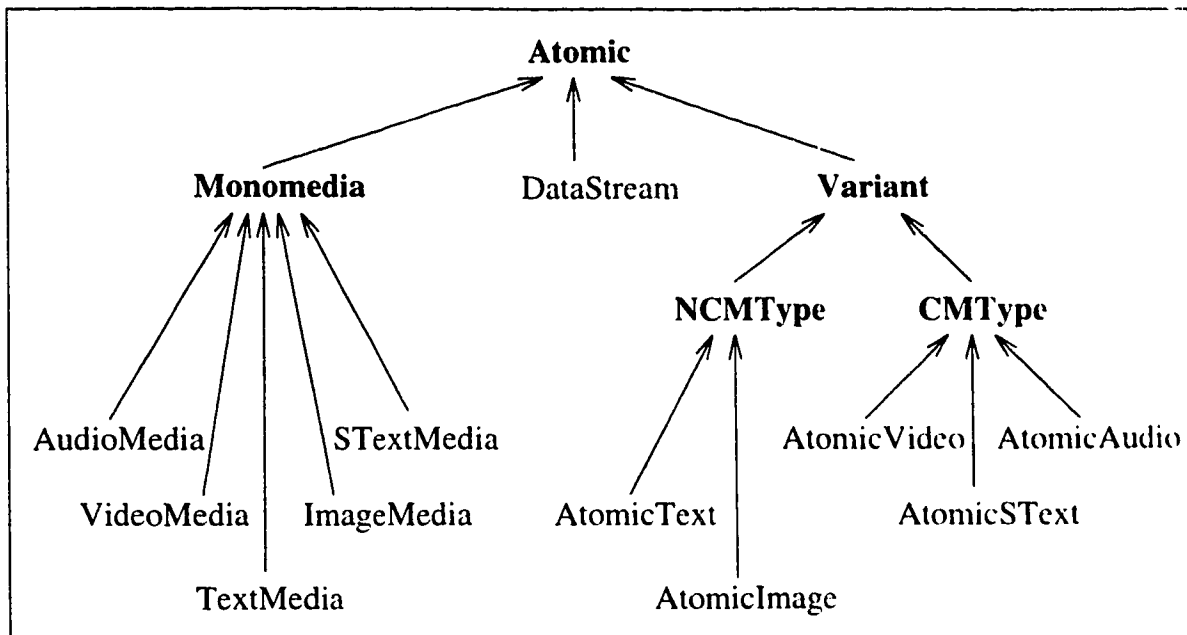 Atomic
Monomedia DataStream Variant
NCMType CMType
AudioMedia STextMedia AtomicVideo AtomicAudio
VideoMedia ImageMedia AtomicText AtomicSText
TextMedia AtomicImage